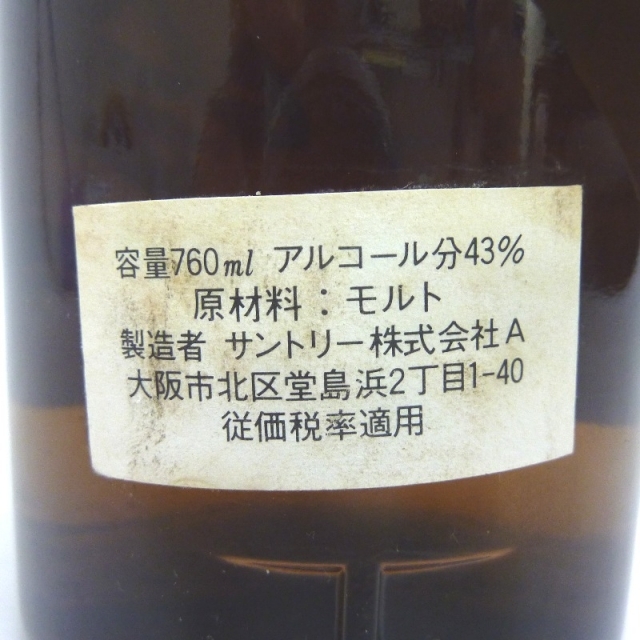 容量760ml アルコール分43%
原材料：モルト
製造者 サントリー株式会社A
大阪市北区堂島浜2丁目1-40
従価税率適用